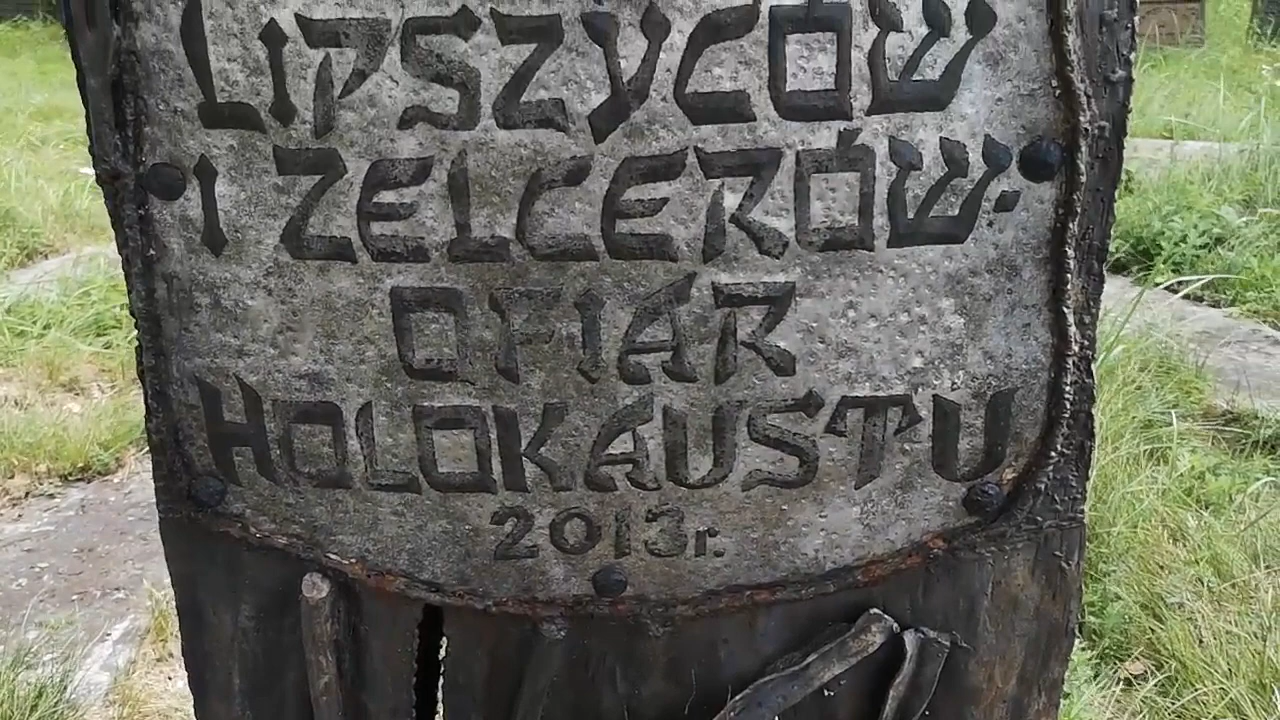 LIPSZYCÓW
I ZELCERÓW.
OFIAR
HOLOKAUSTU
2013r.